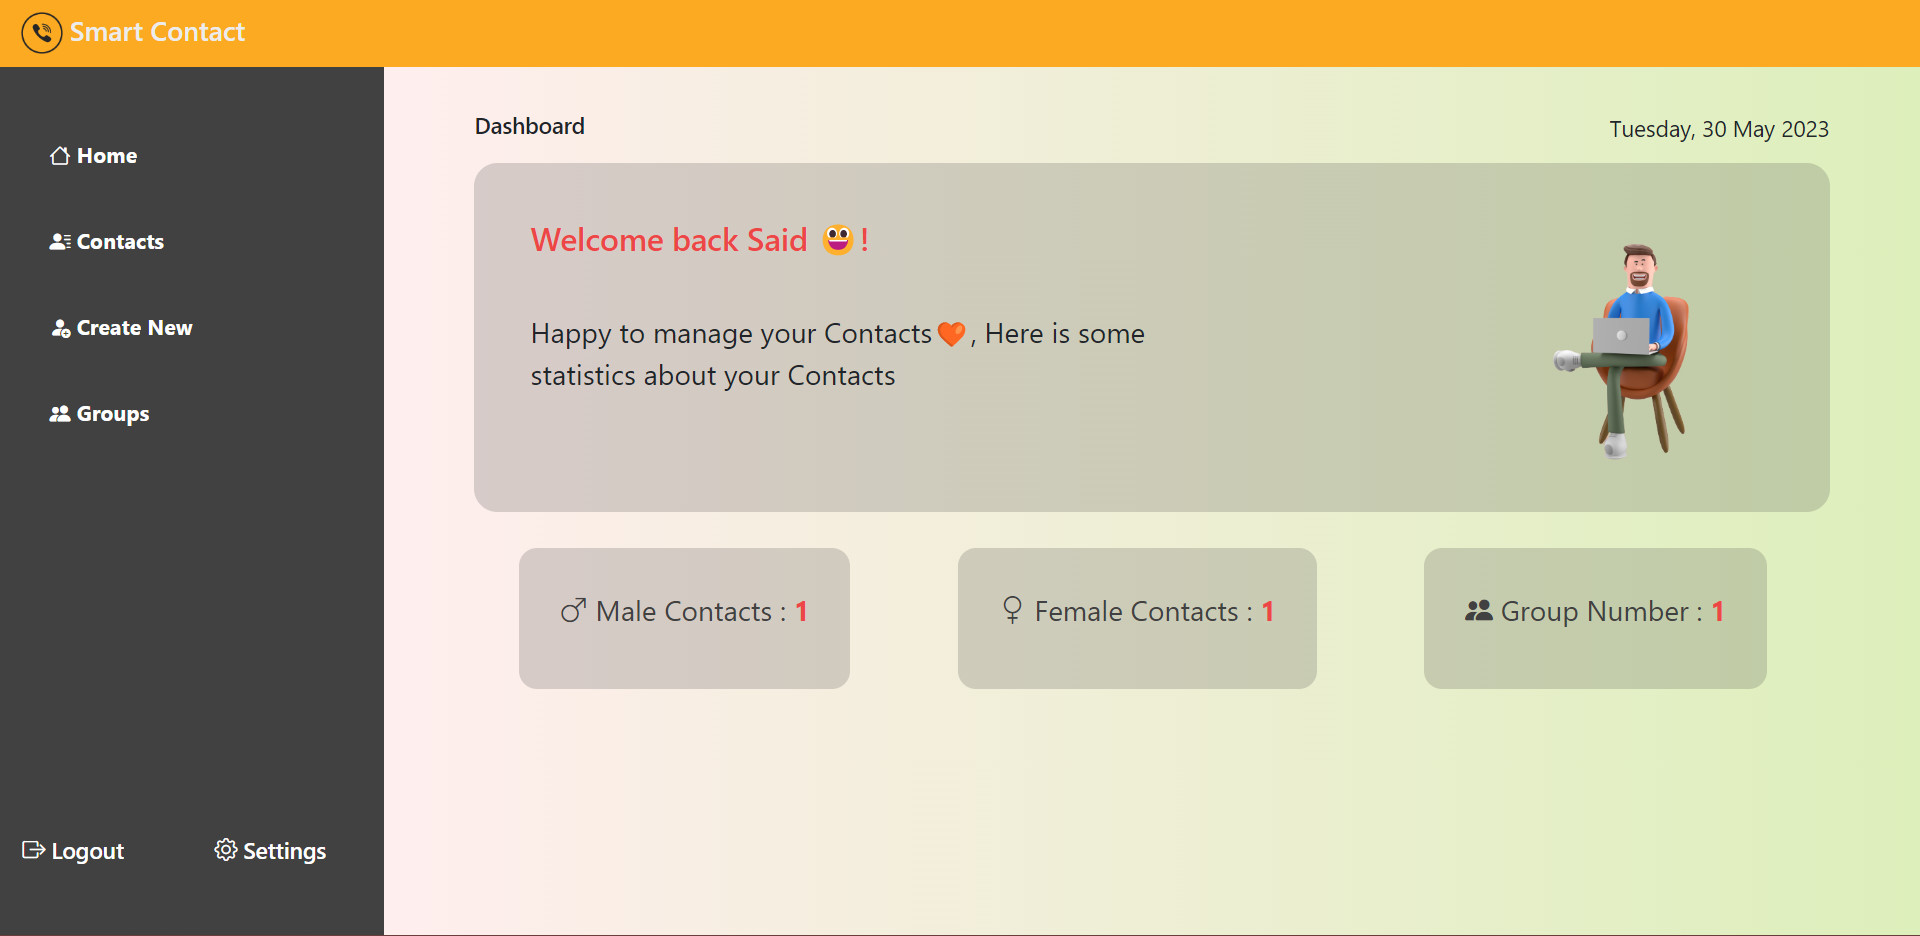 Smart Contact
Home
Contacts
Create New
Groups
Logout
Settings
Dashboard
Tuesday, 30 May 2023
Welcome back Said 😀!
Happy to manage your Contacts🧡, Here is some
statistics about your Contacts
♂ Male Contacts : 1
♀ Female Contacts : 1
Group Number : 1